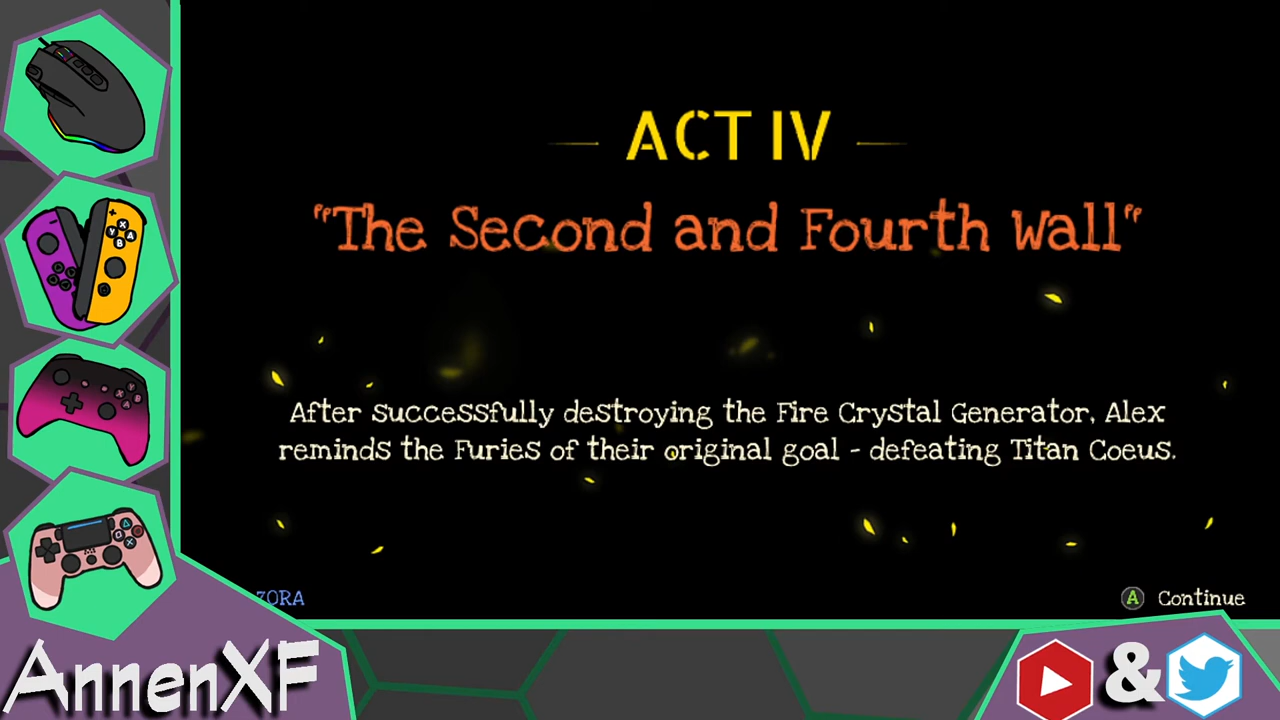 ACT IV
"The Second and Fourth Wall"
After successfully destroying the Fire Crystal Generator, Alex
reminds the Furies of their original goal - defeating Titan Coeus.
ZORA
A Continue
AnnenXF
&